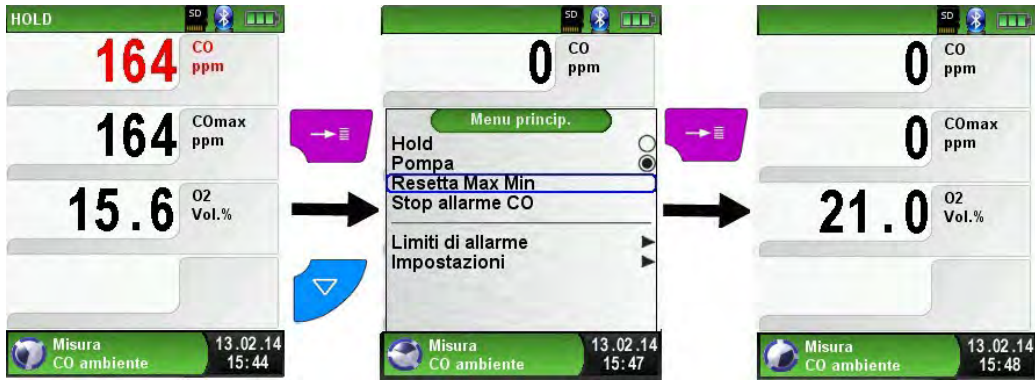 HOLD
SD
164
CO
ppm
164
COmax
ppm
15.6
O2
Vol.%
Misura
CO ambiente
13.02.14
15:44
SD
0
CO
ppm
Menu princip.
Hold
Pompa
Resetta Max Min
Stop allarme CO
Limiti di allarme
Impostazioni
Misura
CO ambiente
13.02.14
15:47
SD
0
CO
ppm
0
COmax
ppm
21.0
O2
Vol.%
Misura
CO ambiente
13.02.14
15:48